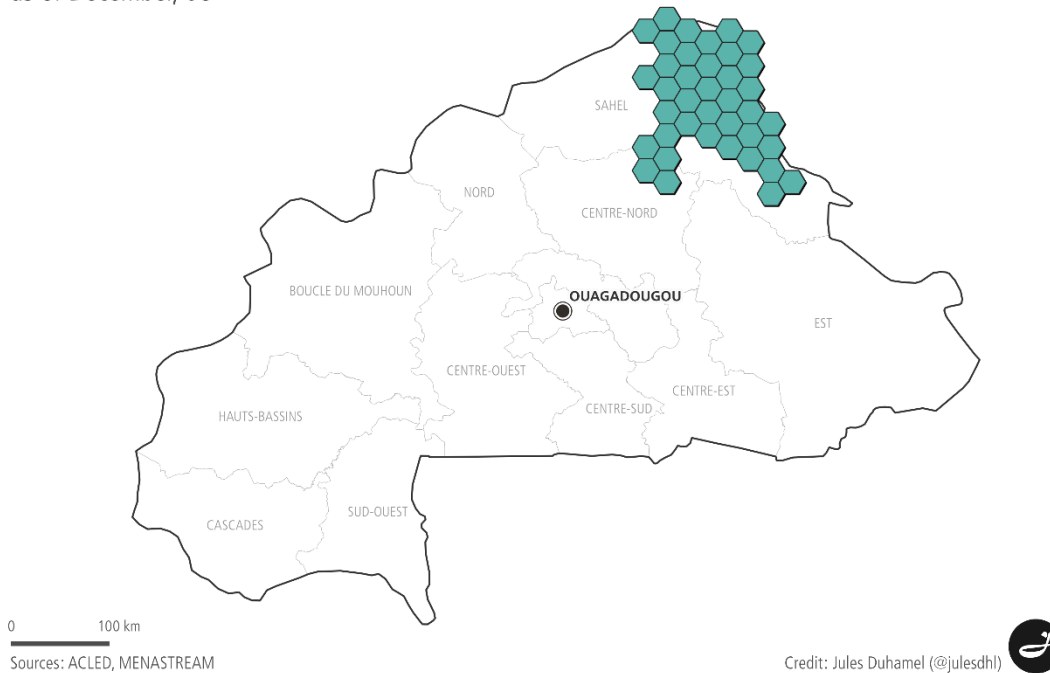 SAHEL
NORD
CENTRE-NORD
BOUCLE DU MOUHOUN
OUAGADOUGOU
EST
CENTRE-OUEST
CENTRE-EST
CENTRE-SUD
HAUTS-BASSINS
SUD-OUEST
CASCADES
0 100 km
Sources: ACLED, MENASTREAM
Credit: Jules Duhamel (@julesdhl)